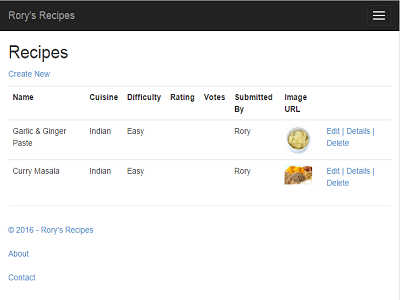 Rory's Recipes
Recipes
Create New
Name Cuisine Difficulty Rating Votes Submitted By Image URL
Garlic & Ginger Paste Indian Easy Rory Edit | Details | Delete
Curry Masala Indian Easy Rory Edit | Details | Delete
© 2016 - Rory's Recipes
About
Contact